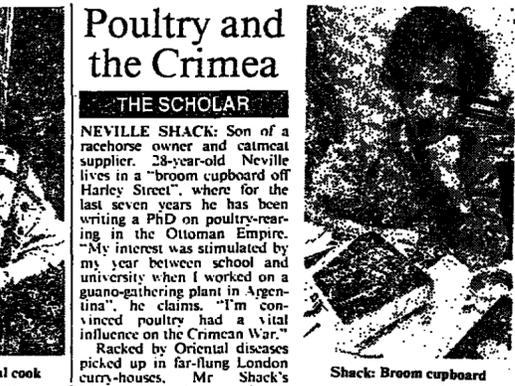 Poultry and
the Crimea
THE SCHOLAR
NEVILLE SHACK: Son of a
racehorse owner and catmeat
supplier. 28-year-old Neville
lives in a "broom cupboard off
Harley Street", where for the
last seven years he has been
writing a PhD on poultry-rear-
ing in the Ottoman Empire.
"My interest was stimulated by
my year between school and
university when I worked on a
guano-gathering plant in Argen-
tina", he claims. "I'm con-
vinced poultry had a vital
influence on the Crimean War."
Racked by Oriental diseases
picked up in far-flung London
curry-houses, Mr Shack's
l cook
Shack: Broom cupboard